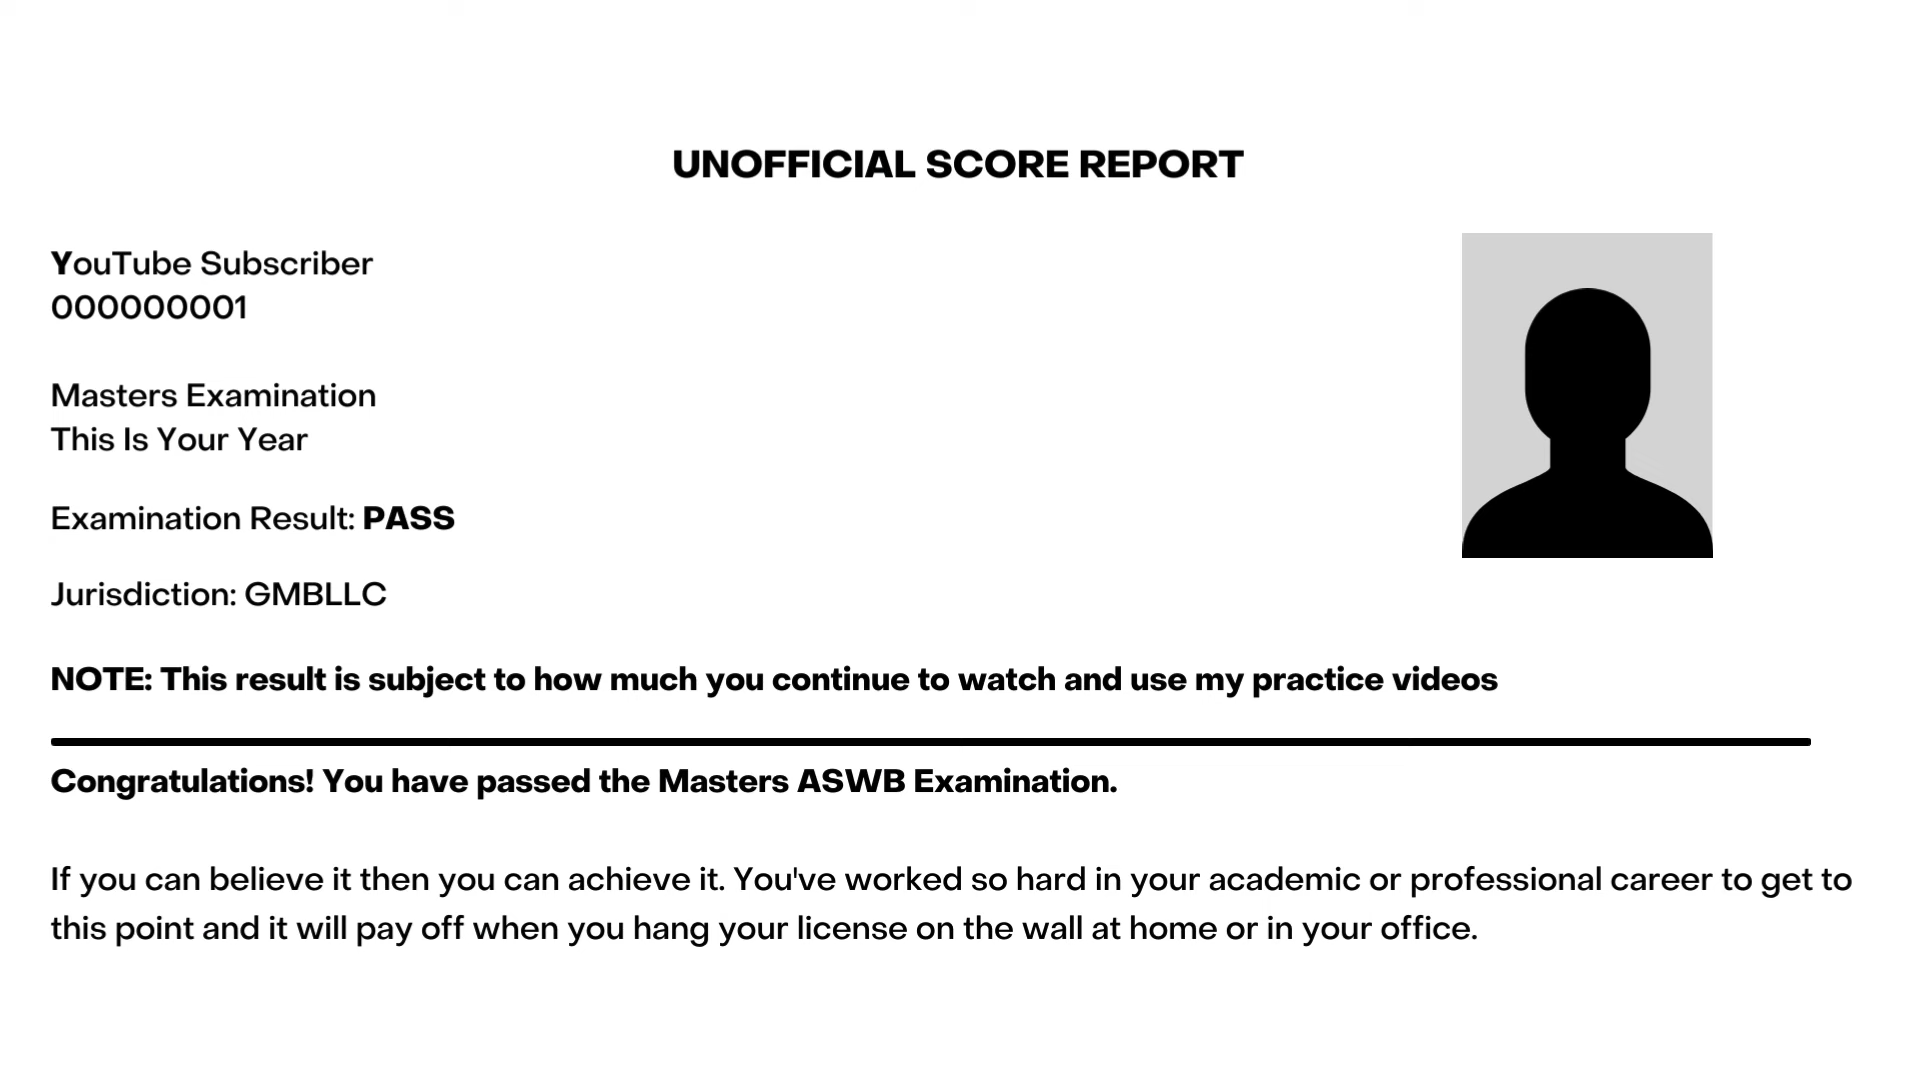 UNOFFICIAL SCORE REPORT
YouTube Subscriber
000000001
Masters Examination
This Is Your Year
Examination Result: PASS
Jurisdiction: GMBLLC
NOTE: This result is subject to how much you continue to watch and use my practice videos
Congratulations! You have passed the Masters ASWB Examination.
If you can believe it then you can achieve it. You've worked so hard in your academic or professional career to get to
this point and it will pay off when you hang your license on the wall at home or in your office.